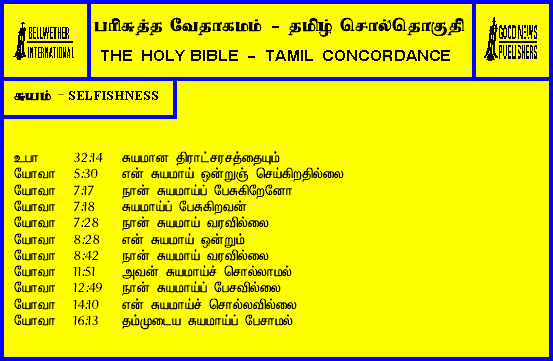 BELLWETHER
INTERNATIONAL
பரிசுத்த வேதாகமம் - தமிழ் சொல்தொகுதி
THE HOLY BIBLE - TAMIL CONCORDANCE
GOOD NEWS
PUBLISHERS
சுயம் - SELFISHNESS
உபா 32:14 சுயமான திராட்சரசத்தையும்
யோவா 5:30 என் சுயமாய் ஒன்றுஞ் செய்கிறதில்லை
யோவா 7:17 நான் சுயமாய்ப் பேசுகிறேனோ
யோவா 7:18 சுயமாய்ப் பேசுகிறவன்
யோவா 7:28 நான் சுயமாய் வரவில்லை
யோவா 8:28 என் சுயமாய் ஒன்றும்
யோவா 8:42 நான் சுயமாய் வரவில்லை
யோவா 11:51 அவன் சுயமாய்ச் சொல்லாமல்
யோவா 12:49 நான் சுயமாய்ப் பேசவில்லை
யோவா 14:10 என் சுயமாய்ச் சொல்லவில்லை
யோவா 16:13 தம்முடைய சுயமாய்ப் பேசாமல்